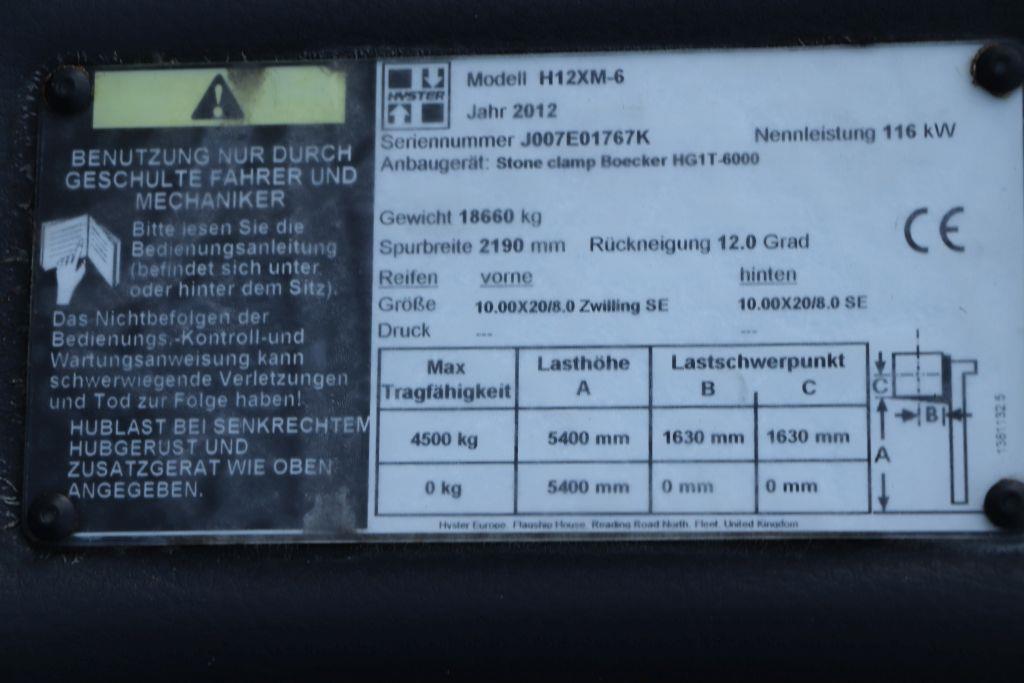 BENUTZUNG NUR DURCH
GESCHULTE FAHRER UND
MECHANIKER
Bitte lesen Sie die
Bedienungsanleitung
(befindet sich unter
oder hinter dem Sitz).
Das Nichtbefolgen der
Bedienungs.-Kontroll-und
Wartungsanweisung kann
schwerwiegende Verletzungen
und Tod zur Folge haben!
HUBLAST BEI SENKRECHTEM
HUBGERUST UND
ZUSATZGERAT WIE OBEN
ANGEGEBEN.
HYSTER
Modell H12XM-6
Jahr 2012
Seriennummer J007E01767K Nennleistung 116 kW
Anbaugerät: Stone clamp Boecker HG1T-6000
Gewicht 18660 kg
CE
Spurbreite 2190 mm Rückneigung 12.0 Grad
Reifen vorne hinten
Größe 10.00X20/8.0 Zwilling SE 10.00X20/8.0 SE
Druck --- ---
Max Lasthöhe Lastschwerpunkt
Tragfähigkeit A B C
4500 kg 5400 mm 1630 mm 1630 mm
0 kg 5400 mm 0 mm 0 mm
C
B
A
1361132.5
Hyster Europe. Flagship House. Reading Road North. Fleet. United Kingdom